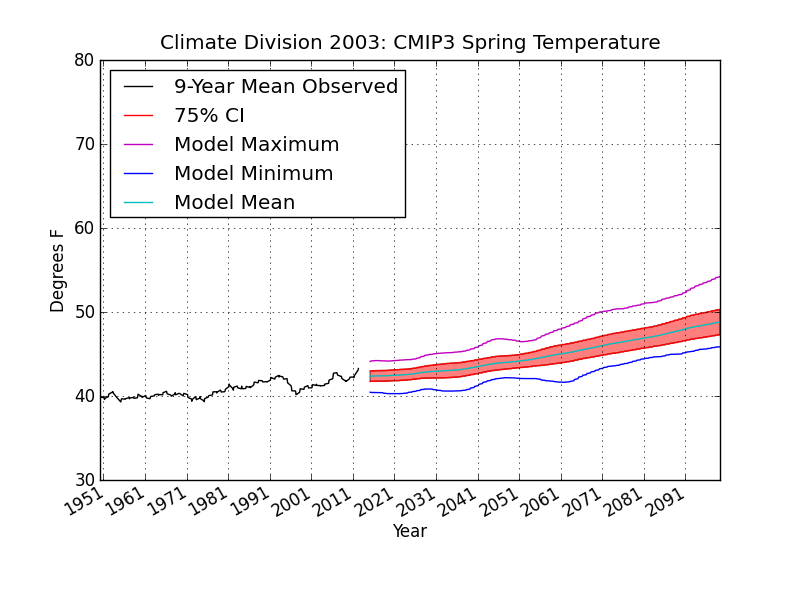 Climate Division 2003: CMIP3 Spring Temperature
80
70
60
50
40
30
Degrees F
9-Year Mean Observed
75% CI
Model Maximum
Model Minimum
Model Mean
1951 1961 1971 1981 1991 2001 2011 2021 2031 2041 2051 2061 2071 2081 2091
Year